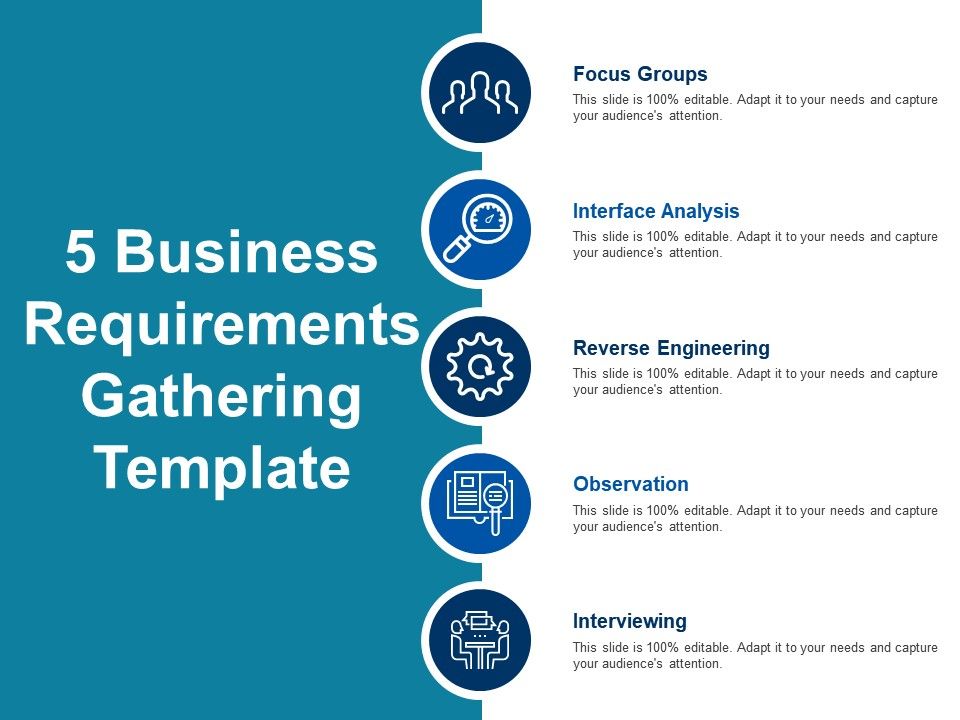 5 Business
Requirements
Gathering
Template
Focus Groups
This slide is 100% editable. Adapt it to your needs and capture
your audience's attention.
Interface Analysis
This slide is 100% editable. Adapt it to your needs and capture
your audience's attention.
Reverse Engineering
This slide is 100% editable. Adapt it to your needs and capture
your audience's attention.
Observation
This slide is 100% editable. Adapt it to your needs and capture
your audience's attention.
Interviewing
This slide is 100% editable. Adapt it to your needs and capture
your audience's attention.